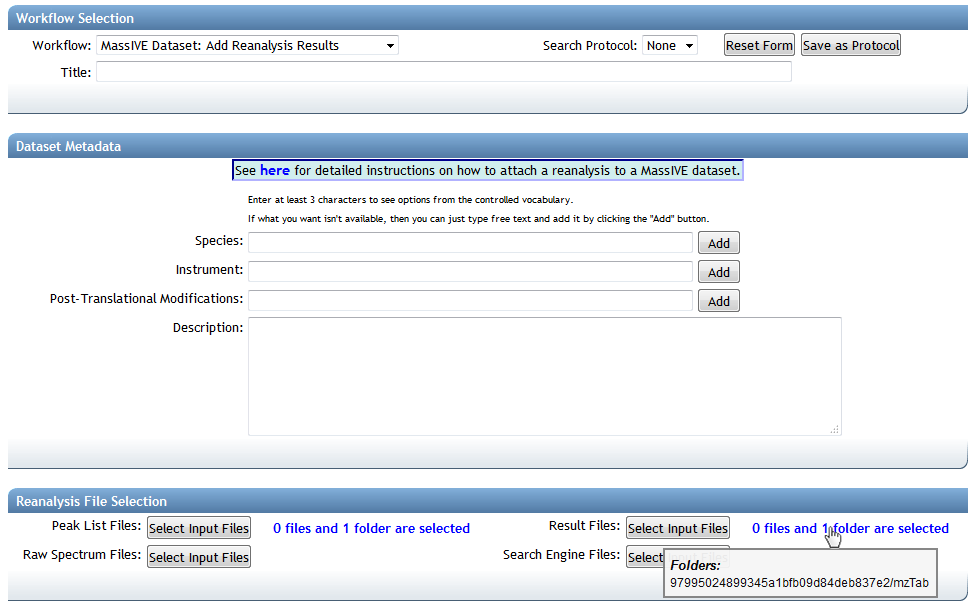 Workflow Selection
Workflow: MassIVE Dataset: Add Reanalysis Results Search Protocol: None Reset Form Save as Protocol
Title:
Dataset Metadata
See here for detailed instructions on how to attach a reanalysis to a MassIVE dataset.
Enter at least 3 characters to see options from the controlled vocabulary.
If what you want isn't available, then you can just type free text and add it by clicking the "Add" button.
Species: Add
Instrument: Add
Post-Translational Modifications: Add
Description:
Reanalysis File Selection
Peak List Files: Select Input Files 0 files and 1 folder are selected Result Files: Select Input Files 0 files and 1 folder are selected
Raw Spectrum Files: Select Input Files Search Engine Files: Select
Folders:
97995024899345a1bfb09d84deb837e2/mzTab